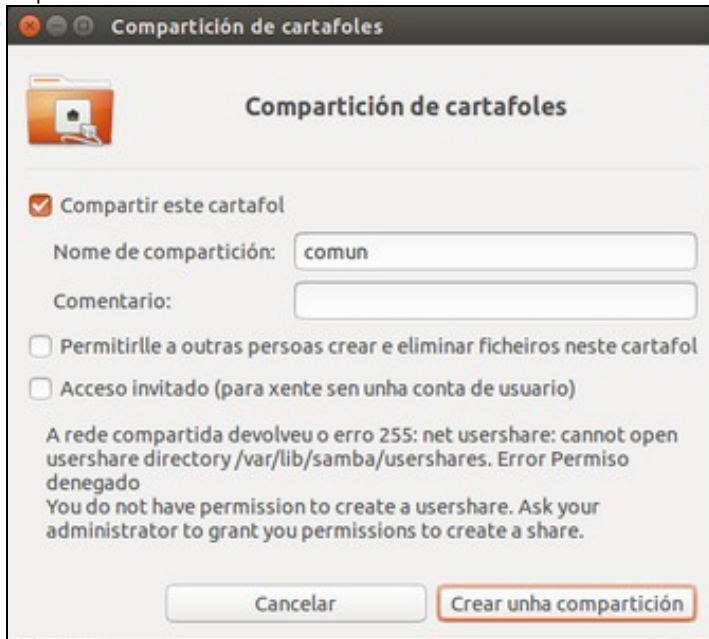 Compartición de cartafoles
Compartición de cartafoles
Compartir este cartafol
Nome de compartición: comun
Comentario:
Permitirlle a outras persoas crear e eliminar ficheiros neste cartafol
Acceso invitado (para xente sen unha conta de usuario)
A rede compartida devolveu o erro 255: net usershare: cannot open
usershare directory /var/lib/samba/usershares. Error Permiso
denegado
You do not have permission to create a usershare. Ask your
administrator to grant you permissions to create a share.
Cancelar Crear unha compartición